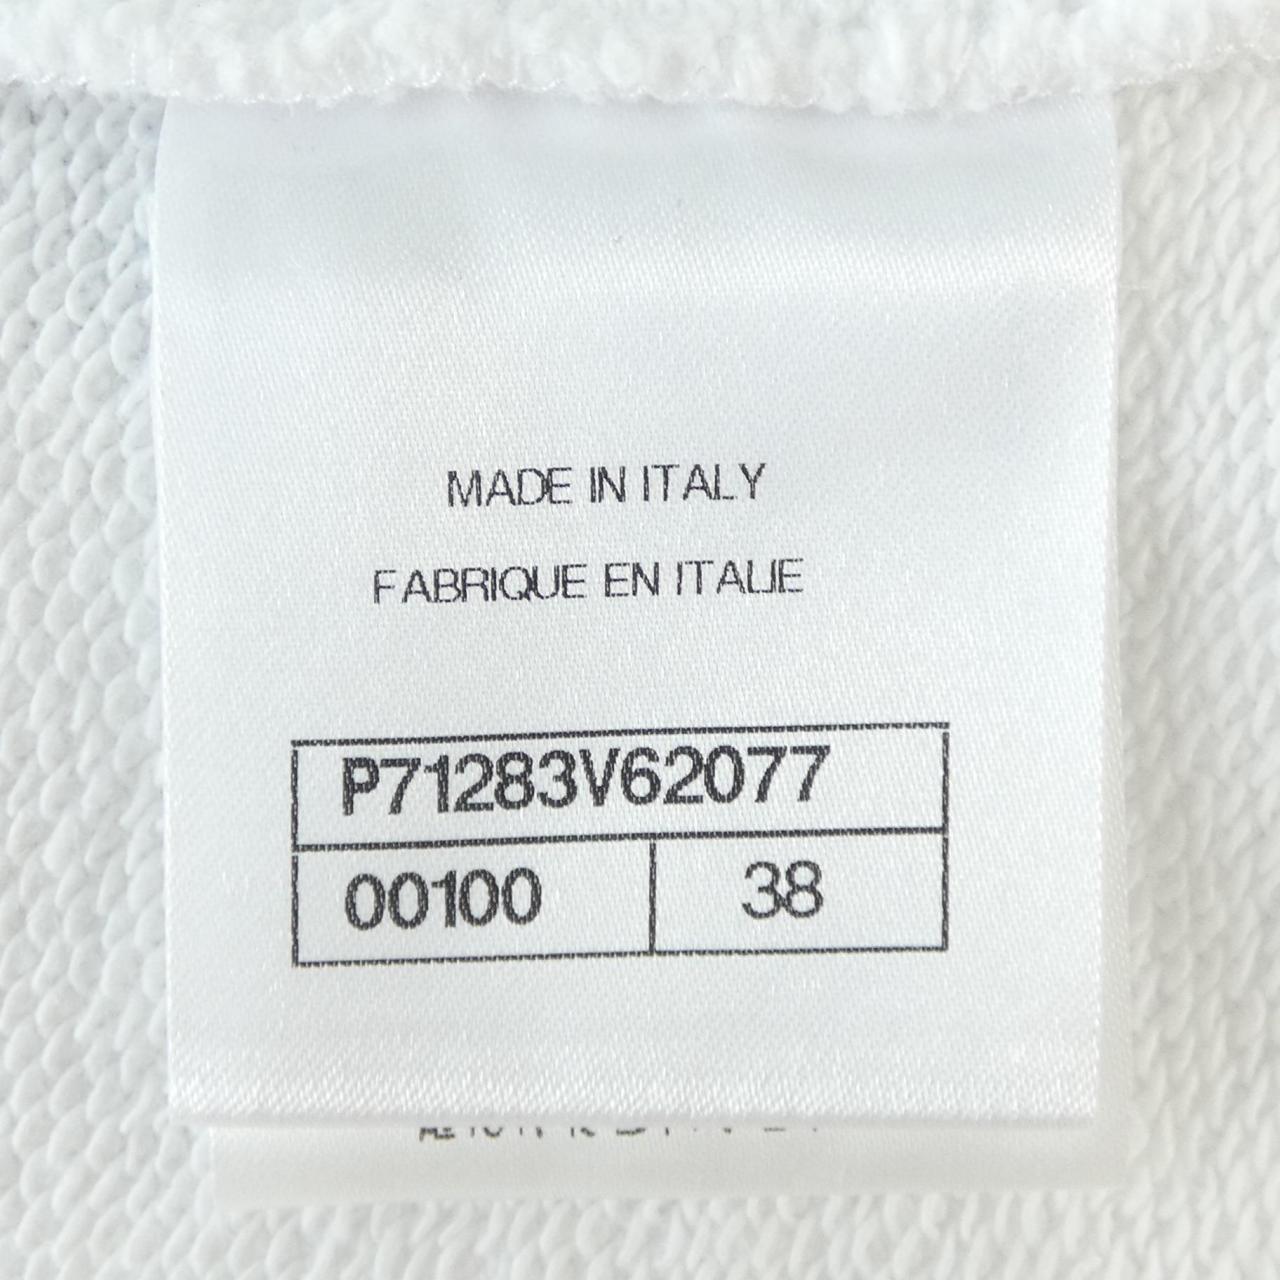 MADE IN ITALY
FABRIQUE EN ITALIE
P71283V62077
00100 38